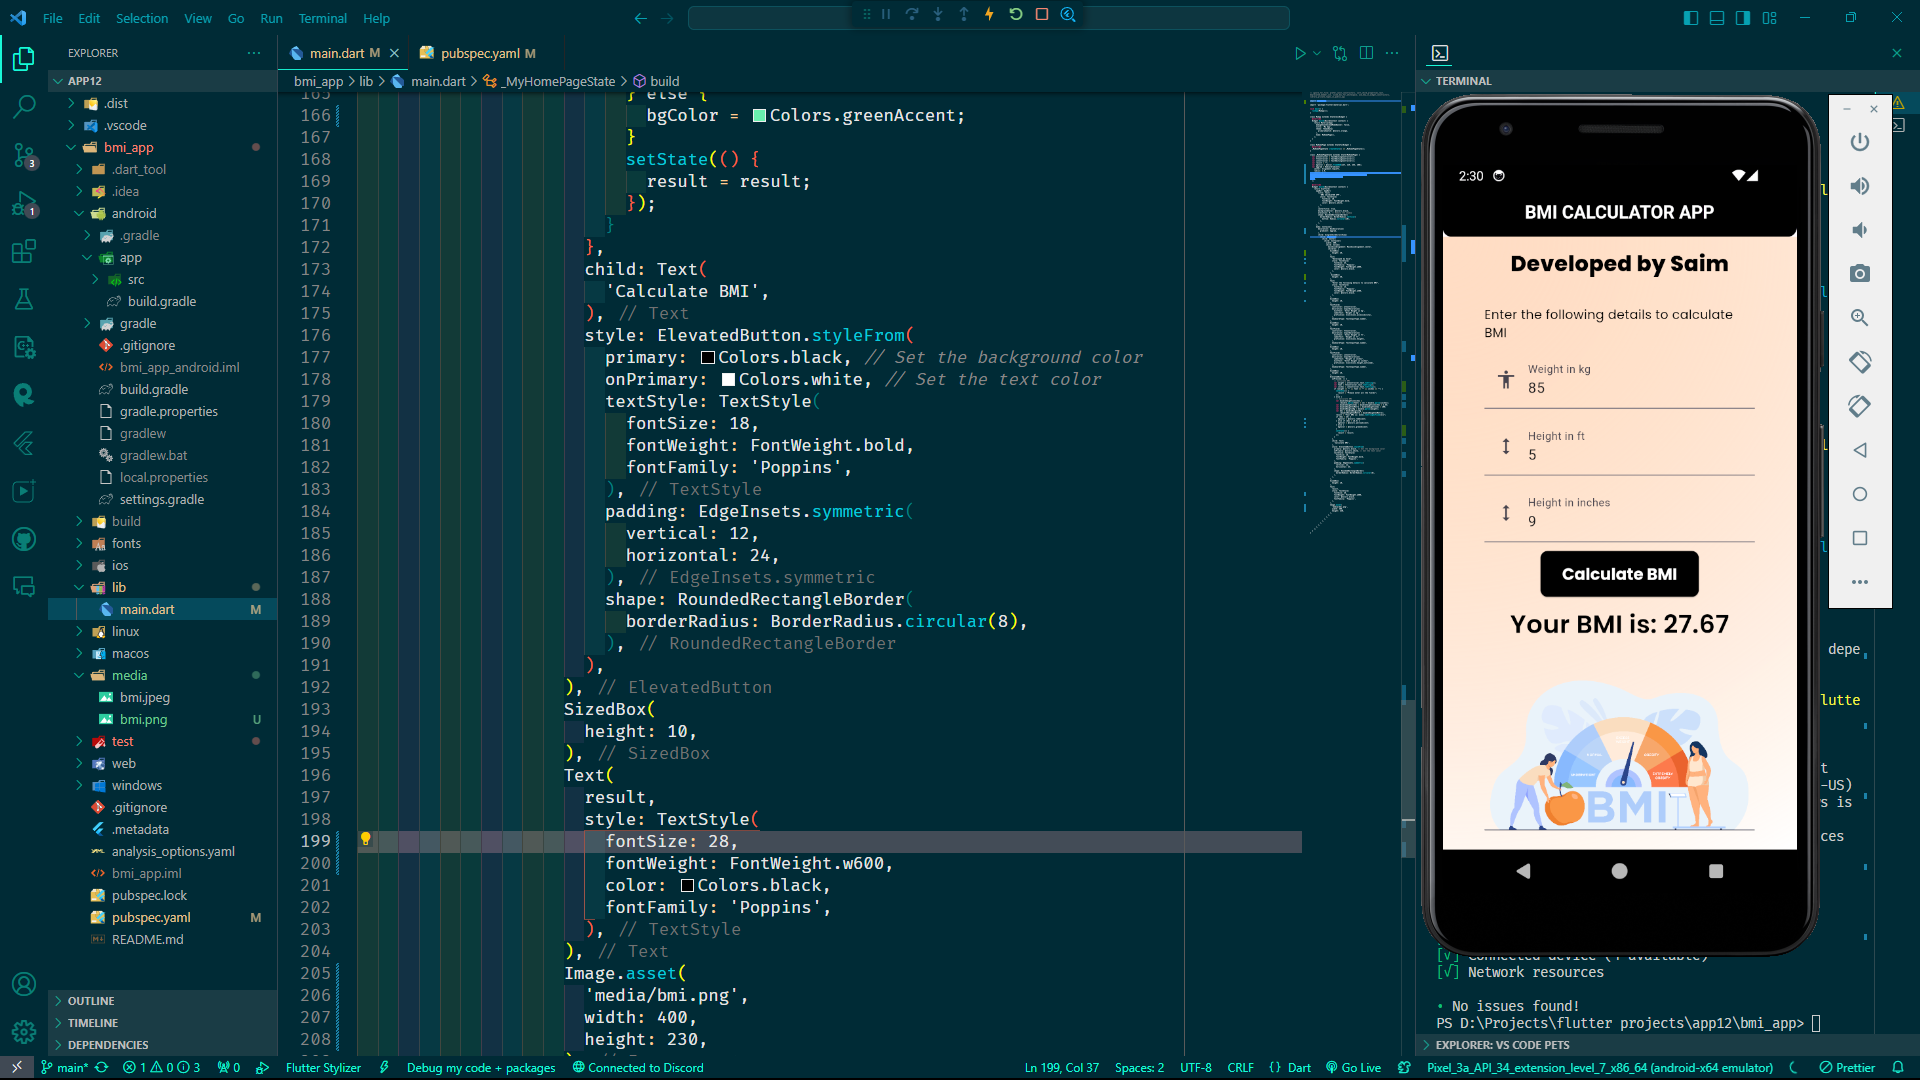 File Edit Selection View Go Run Terminal Help
EXPLORER
APP12
.dist
.vscode
bmi_app
.dart_tool
.idea
android
.gradle
app
src
build.gradle
gradle
.gitignore
bmi_app_android.iml
build.gradle
gradle.properties
gradlew
gradlew.bat
local.properties
settings.gradle
build
fonts
ios
lib
main.dart M
linux
macos
media
bmi.jpeg
bmi.png U
test
web
windows
.gitignore
.metadata
analysis_options.yaml
bmi_app.iml
pubspec.lock
pubspec.yaml M
README.md
OUTLINE
TIMELINE
DEPENDENCIES
3
1
main.dart M
pubspec.yaml M
bmi_app > lib > main.dart > _MyHomePageState > build
165 } else {
166 bgColor = Colors.greenAccent;
167 }
168 setState(() {
169 result = result;
170 });
171 }
172 },
173 child: Text(
174 'Calculate BMI',
175 ), // Text
176 style: ElevatedButton.styleFrom(
177 primary: Colors.black, // Set the background color
178 onPrimary: Colors.white, // Set the text color
179 textStyle: TextStyle(
180 fontSize: 18,
181 fontWeight: FontWeight.bold,
182 fontFamily: 'Poppins',
183 ), // TextStyle
184 padding: EdgeInsets.symmetric(
185 vertical: 12,
186 horizontal: 24,
187 ), // EdgeInsets.symmetric
188 shape: RoundedRectangleBorder(
189 borderRadius: BorderRadius.circular(8),
190 ), // RoundedRectangleBorder
191 ),
192 ), // ElevatedButton
193 SizedBox(
194 height: 10,
195 ), // SizedBox
196 Text(
197 result,
198 style: TextStyle(
199 fontSize: 28,
200 fontWeight: FontWeight.w600,
201 color: Colors.black,
202 fontFamily: 'Poppins',
203 ), // TextStyle
204 ), // Text
205 Image.asset(
206 'media/bmi.png',
207 width: 400,
208 height: 230,
TERMINAL
2:30
BMI CALCULATOR APP
Developed by Saim
Enter the following details to calculate
BMI
Weight in kg
85
Height in ft
5
Height in inches
9
Calculate BMI
Your BMI is: 27.67
BMI
depe
lutte
t
-US)
s is
ces
[√] Connected device
[√] Network resources
• No issues found!
PS D:\Projects\flutter projects\app12\bmi_app>
EXPLORER: VS CODE PETS
main* 1 0 3 0 Flutter Stylizer Debug my code + packages Connected to Discord Ln 199, Col 37 Spaces: 2 UTF-8 CRLF { } Dart Go Live Pixel_3a_API_34_extension_level_7_x86_64 (android-x64 emulator) Prettier